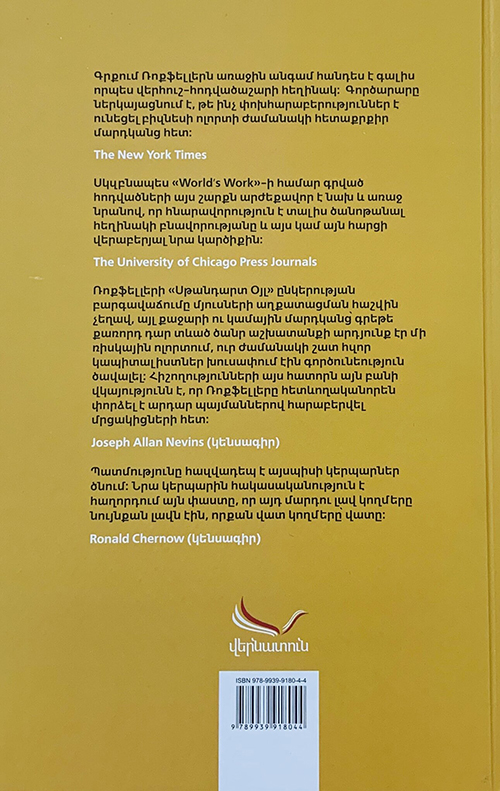 Գրքում Ռոքֆելլերն առաջին անգամ հանդես է գալիս
որպես վերհուշ-հոդվածաշարի հեղինակ: Գործարարը
ներկայացնում է, թե ինչ փոխհարաբերություններ է
ունեցել բիզնեսի ոլորտի ժամանակի հետաքրքիր
մարդկանց հետ:
The New York Times
Սկզբնապես «World's Work»-ի համար գրված
հոդվածների այս շարքն արժեքավոր է նախ և առաջ
նրանով, որ հնարավորություն է տալիս ծանոթանալ
հեղինակի բնավորությանը և այս կամ այն հարցի
վերաբերյալ նրա կարծիքին:
The University of Chicago Press Journals
Ռոքֆելլերի «Սթանդարտ Օյլ» ընկերության
բարգավաճումը մյուսների աղքատացման հաշվին
չեղավ, այլ քաջարի ու կամային մարդկանց՝ գրեթե
քառորդ դար տևած ծանր աշխատանքի արդյունք էր մի
ռիսկային ոլորտում, ուր ժամանակի շատ հզոր
կապիտալիստներ խուսափում էին գործունեություն
ծավալել: Հիշողությունների այս հատորն այն բանի
վկայությունն է, որ Ռոքֆելլերը հետևողականորեն
փորձել է արդար պայմաններով հարաբերվել
մրցակիցների հետ:
Joseph Allan Nevins (կենսագիր)
Պատմությունը հազվադեպ է այսպիսի կերպարներ
ծնում: Նրա կերպարին հակասականություն է
հաղորդում այն փաստը, որ այդ մարդու լավ կողմերը
նույնքան լավն էին, որքան վատ կողմերը՝ վատը:
Ronald Chernow (կենսագիր)
վերնատուն
ISBN 978-9939-9180-4-4
9 789939 918044